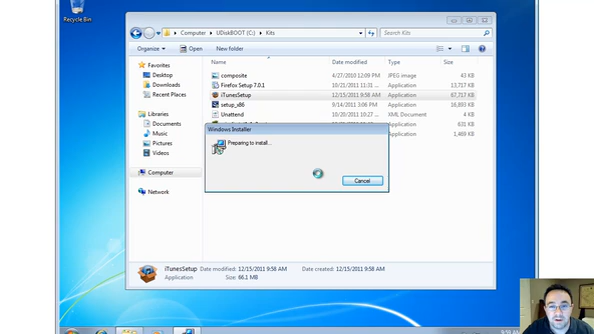 Recycle Bin
Computer ▸ UDiskBOOT (C:) ▸ Kits
Search Kits
Organize Open New folder
Favorites
Desktop
Downloads
Recent Places
Libraries
Documents
Music
Pictures
Videos
Computer
Network
Name Date modified Type Size
composite 4/27/2010 12:09 PM JPEG image 43 KB
Firefox Setup 7.0.1 10/21/2011 11:31... Application 13,717 KB
iTunesSetup 12/15/2011 9:58 AM Application 67,717 KB
setup_x86 9/14/2011 3:06 PM Application 16,893 KB
Unattend 10/20/2011 10:27 ... XML Document 4 KB
Application 631 KB
Application 1,469 KB
Windows Installer
Preparing to install...
Cancel
iTunesSetup Date modified: 12/15/2011 9:58 AM Date created: 12/15/2011 9:58 AM
Application Size: 66.1 MB